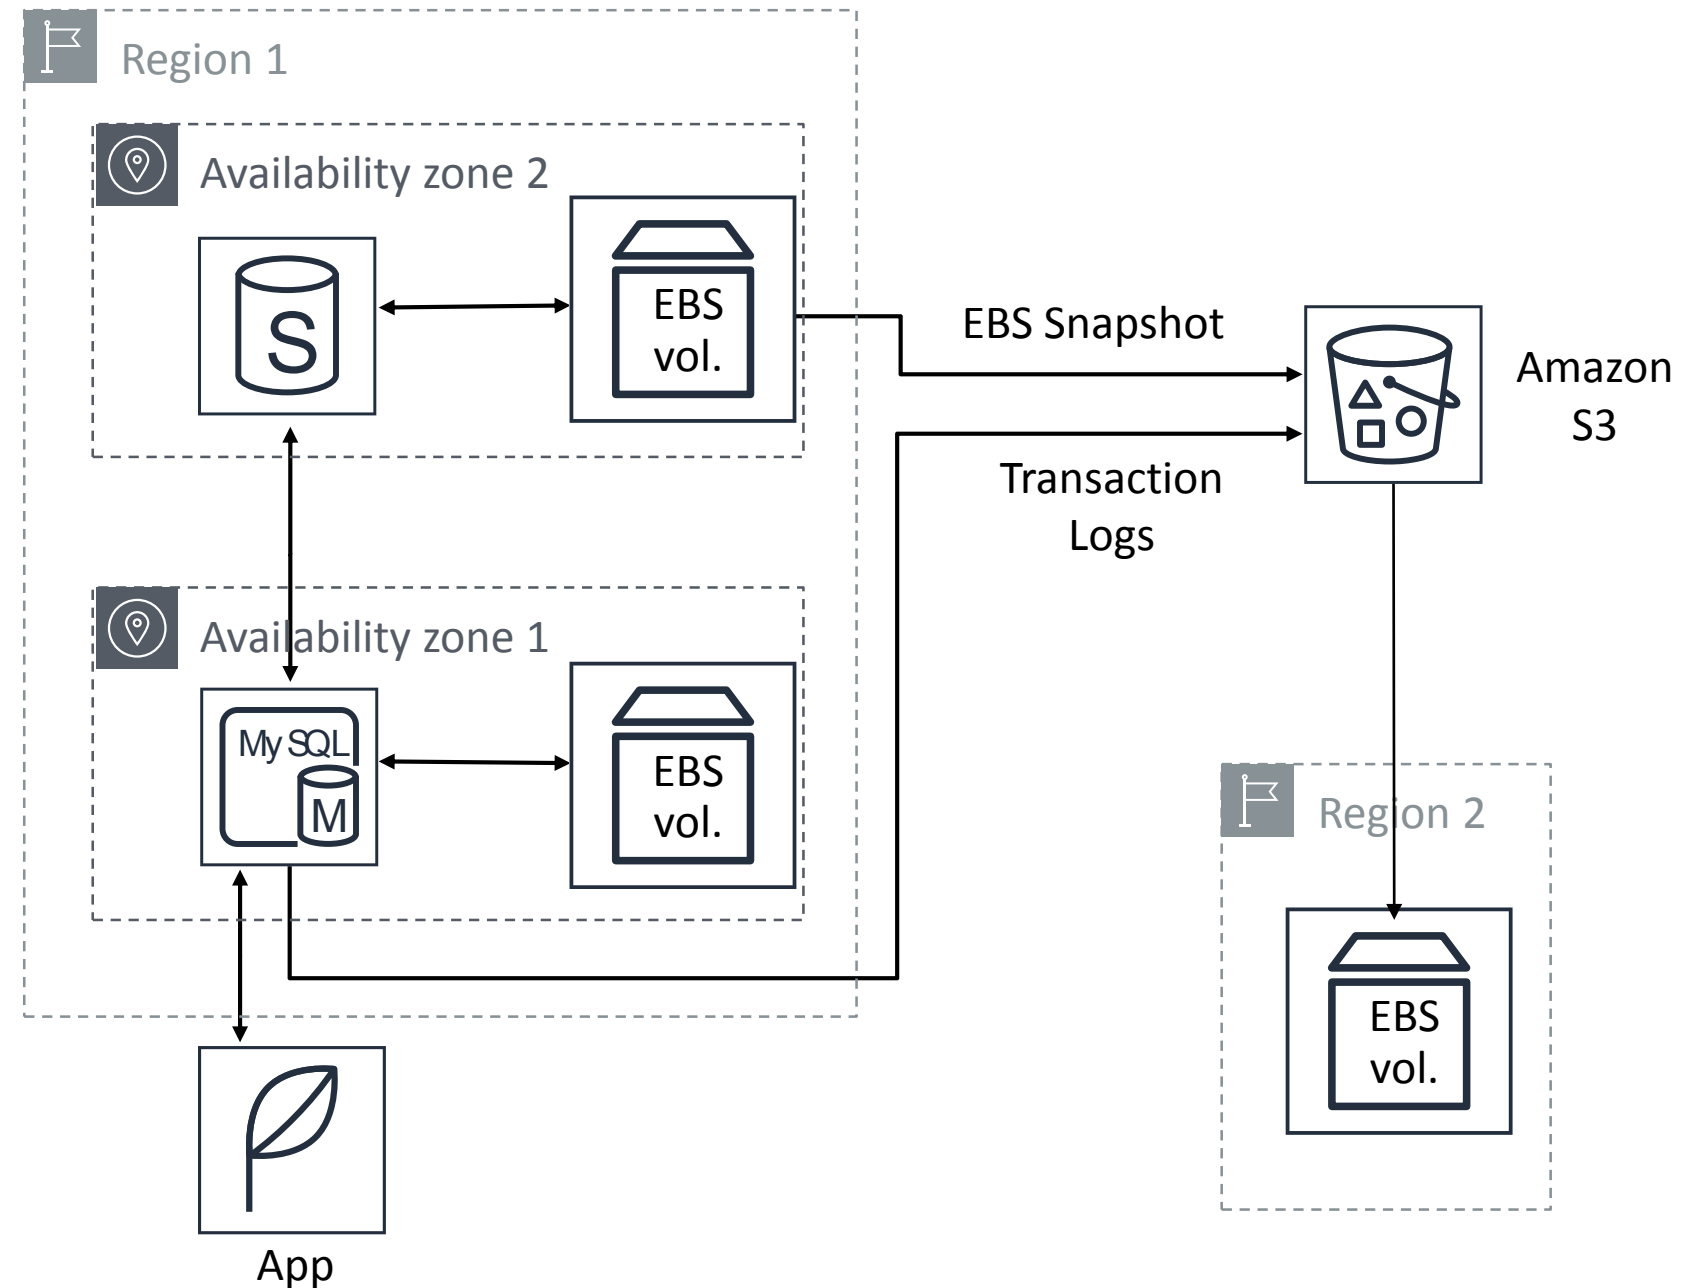 Region 1
Availability zone 2
S
EBS
vol.
EBS Snapshot
Amazon
S3
Transaction
Logs
Availability zone 1
My SQL
M
EBS
vol.
Region 2
EBS
vol.
App